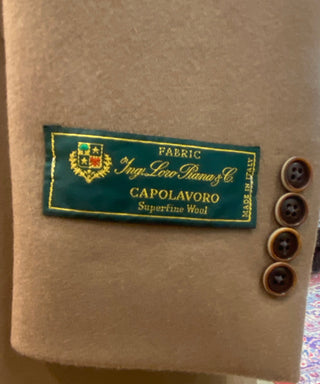 FABRIC
Ing. Loro Piana & C.
CAPOLAVORO
Superfine Wool
MADE IN ITALY